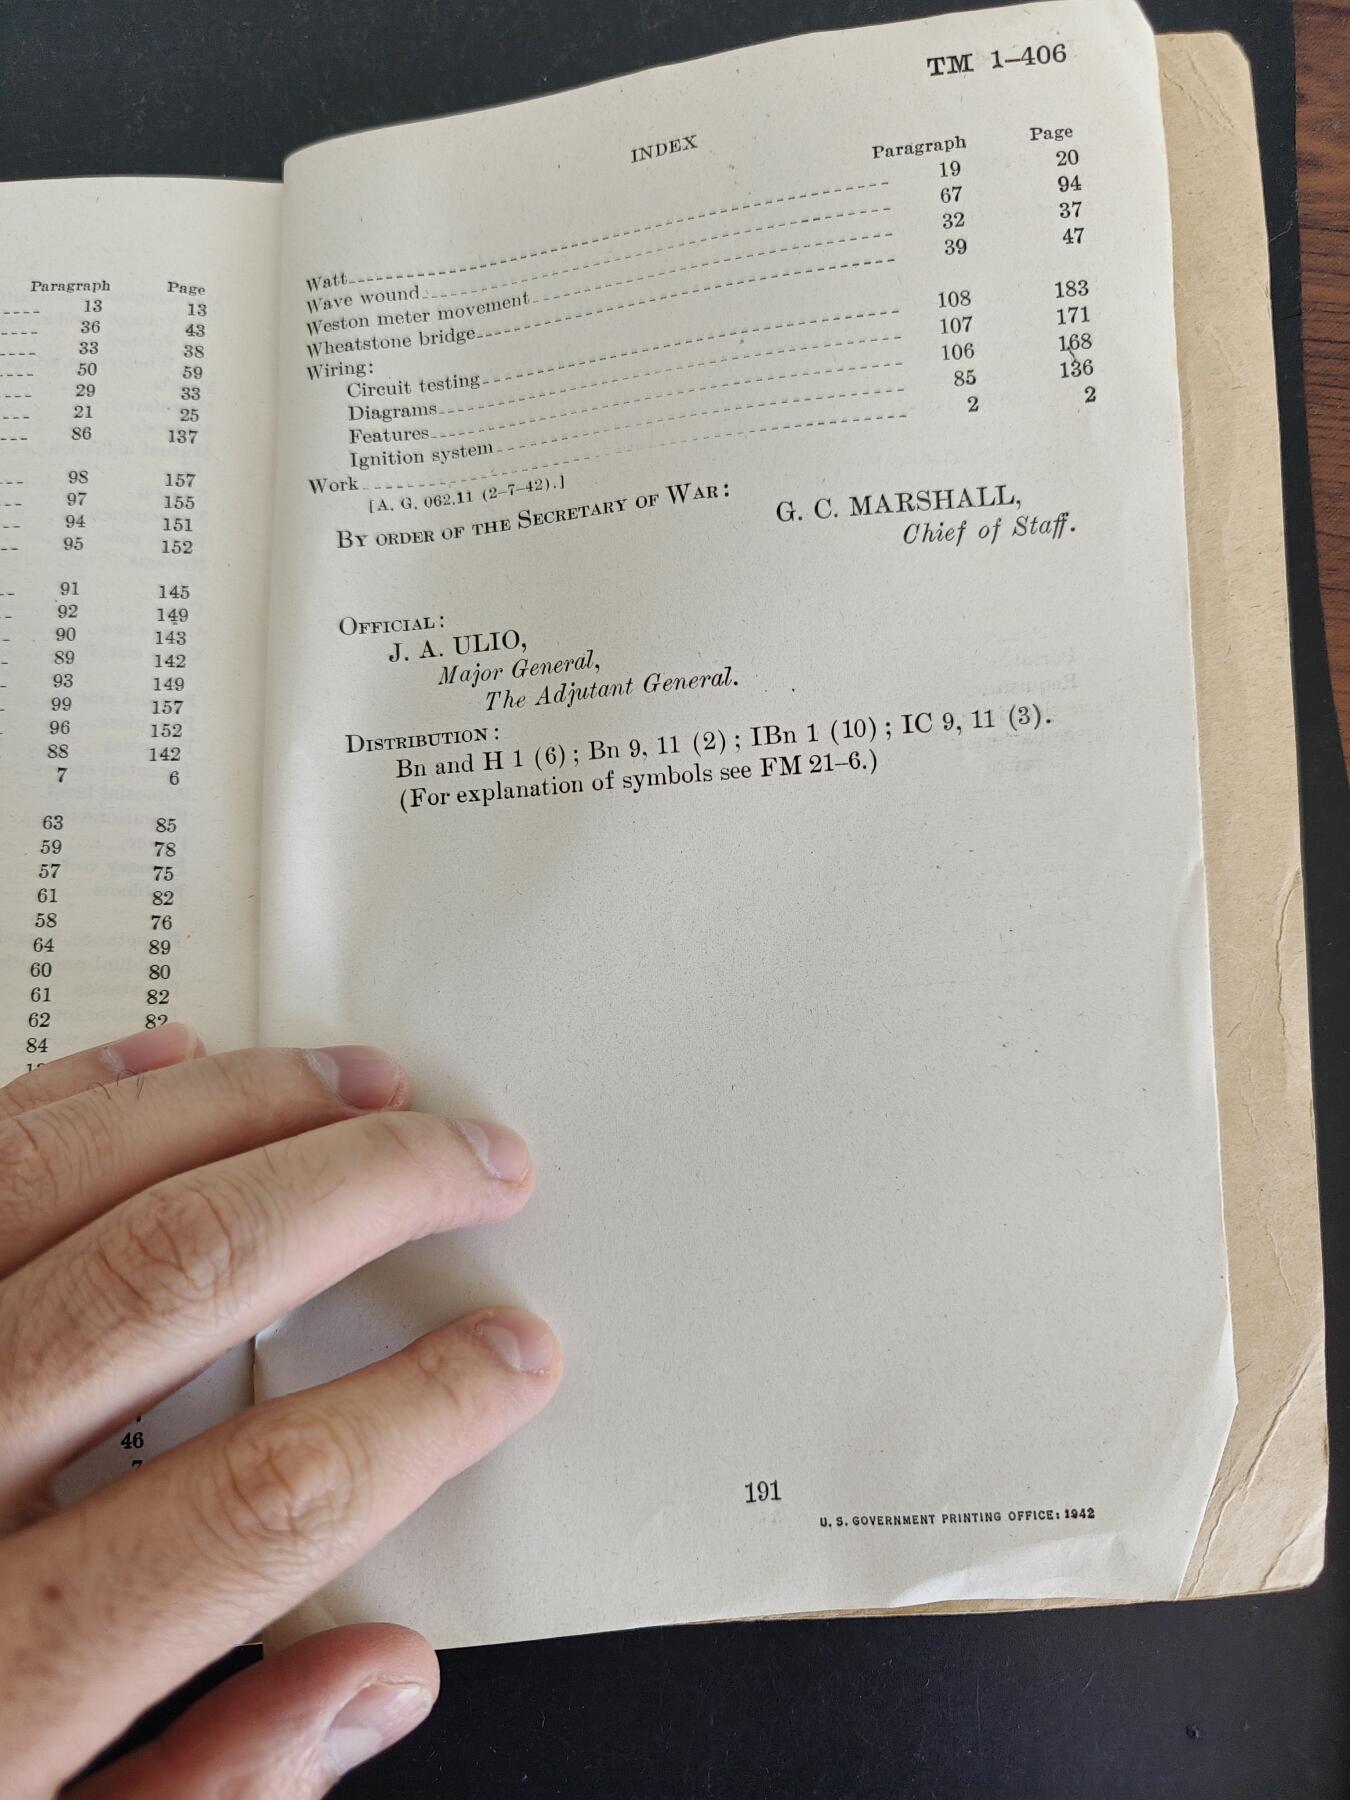 Paragraph Page
13 13
36 43
33 38
50 59
29 33
21 25
86 137
98 157
97 155
94 151
95 152
91 145
92 149
90 143
89 142
93 149
99 157
96 152
88 142
7 6
63 85
59 78
57 75
61 82
58 76
64 89
60 80
61 82
62 82
84
46
TM 1–406
INDEX
Paragraph Page
Watt 19 20
Wave wound 67 94
Weston meter movement 32 37
Wheatstone bridge 39 47
Wiring:
Circuit testing 108 183
Diagrams 107 171
Features 106 168
Ignition system 85 136
Work 2 2
[A. G. 062.11 (2–7–42).]
By order of the Secretary of War:
G. C. MARSHALL,
Chief of Staff.
Official:
J. A. ULIO,
Major General,
The Adjutant General.
Distribution:
Bn and H 1 (6); Bn 9, 11 (2); IBn 1 (10); IC 9, 11 (3).
(For explanation of symbols see FM 21–6.)
191
U. S. GOVERNMENT PRINTING OFFICE: 1942